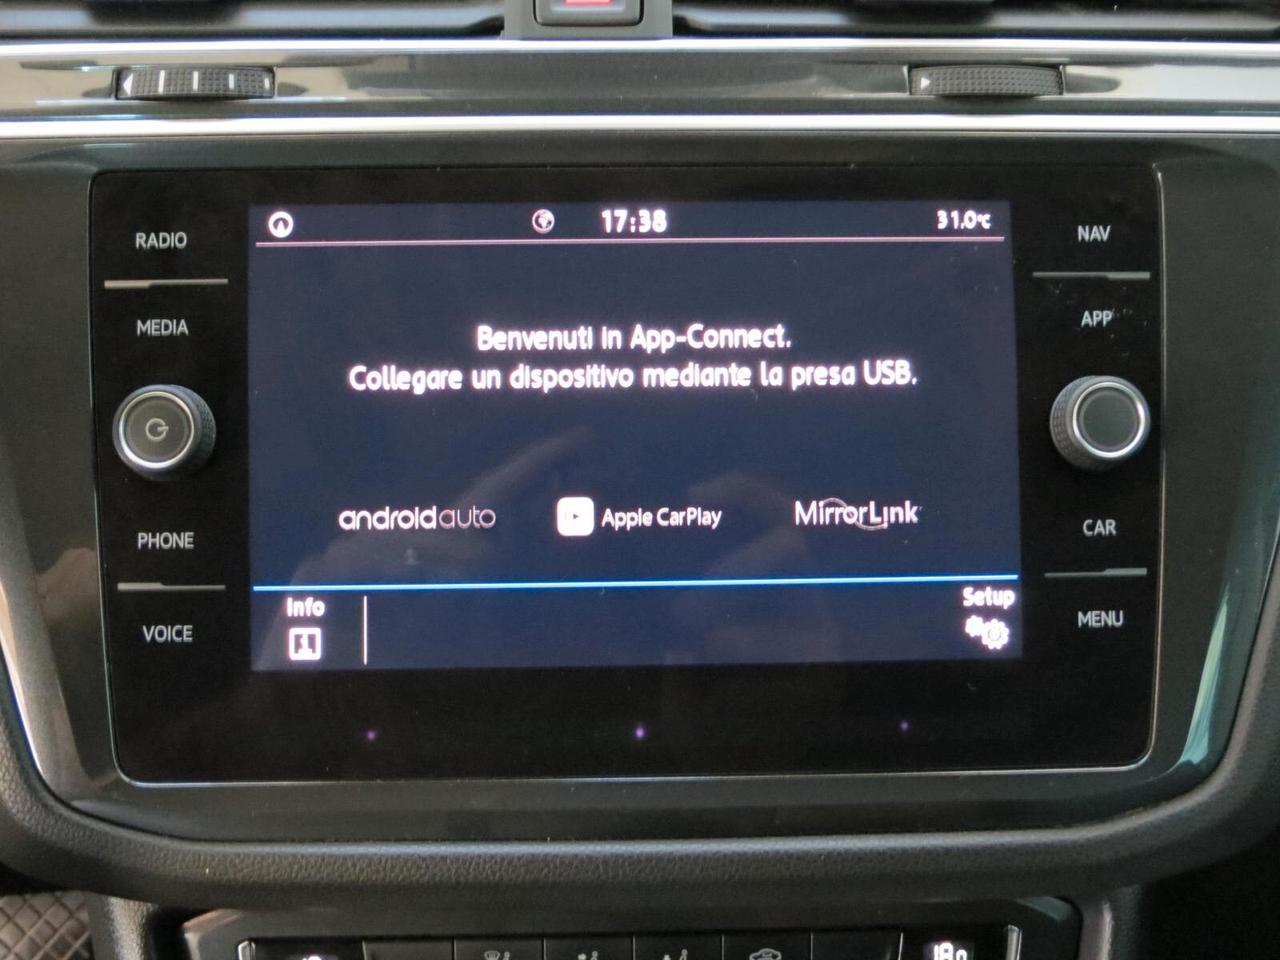 17:38
31.0°C
RADIO
NAV
MEDIA
APP
Benvenuti in App-Connect.
Collegare un dispositivo mediante la presa USB.
androidauto
Apple CarPlay
MirrorLink
PHONE
CAR
Info
Setup
VOICE
MENU